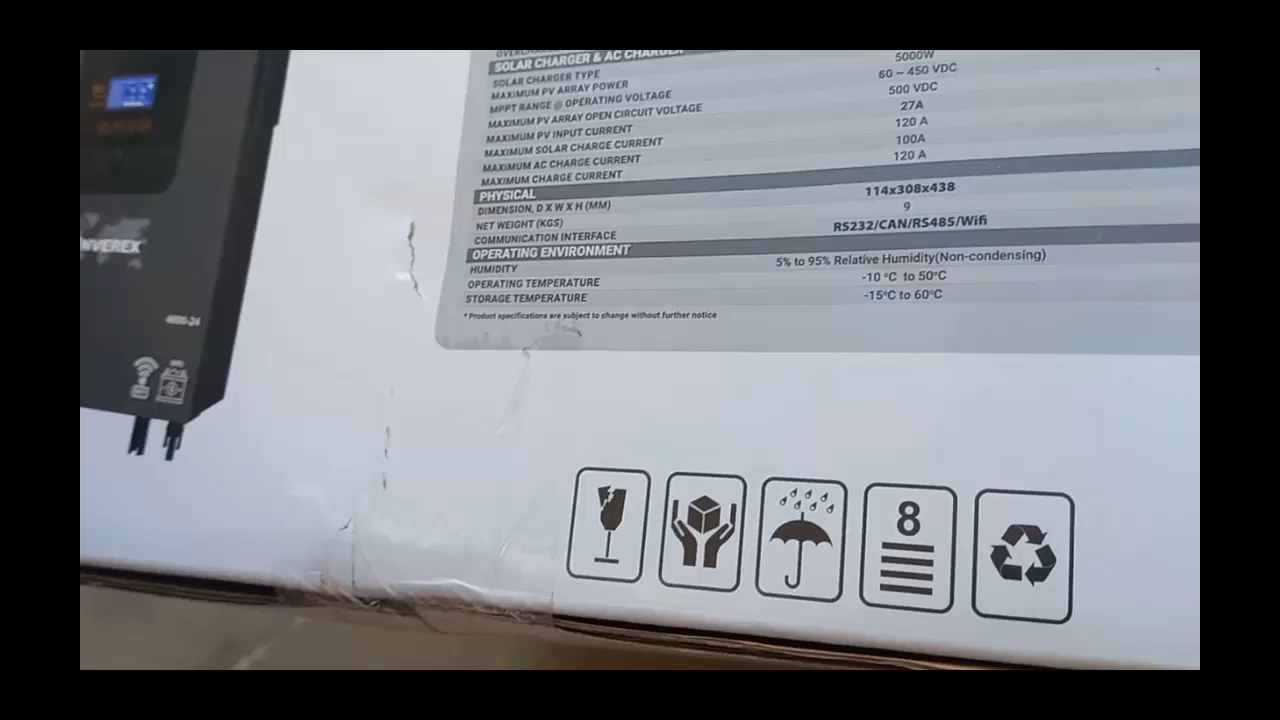 SOLAR CHARGER & AC CHARGER
SOLAR CHARGER TYPE
MAXIMUM PV ARRAY POWER 5000W
MPPT RANGE @ OPERATING VOLTAGE 60 ~ 450 VDC
MAXIMUM PV ARRAY OPEN CIRCUIT VOLTAGE 500 VDC
MAXIMUM PV INPUT CURRENT 27A
MAXIMUM SOLAR CHARGE CURRENT 120 A
MAXIMUM AC CHARGE CURRENT 100A
MAXIMUM CHARGE CURRENT 120 A
PHYSICAL
DIMENSION, D X W X H (MM) 114x308x438
NET WEIGHT (KGS) 9
COMMUNICATION INTERFACE RS232/CAN/RS485/Wifi
OPERATING ENVIRONMENT
HUMIDITY 5% to 95% Relative Humidity(Non-condensing)
OPERATING TEMPERATURE -10 °C to 50°C
STORAGE TEMPERATURE -15°C to 60°C
* Product specifications are subject to change without further notice
NVEREX
8